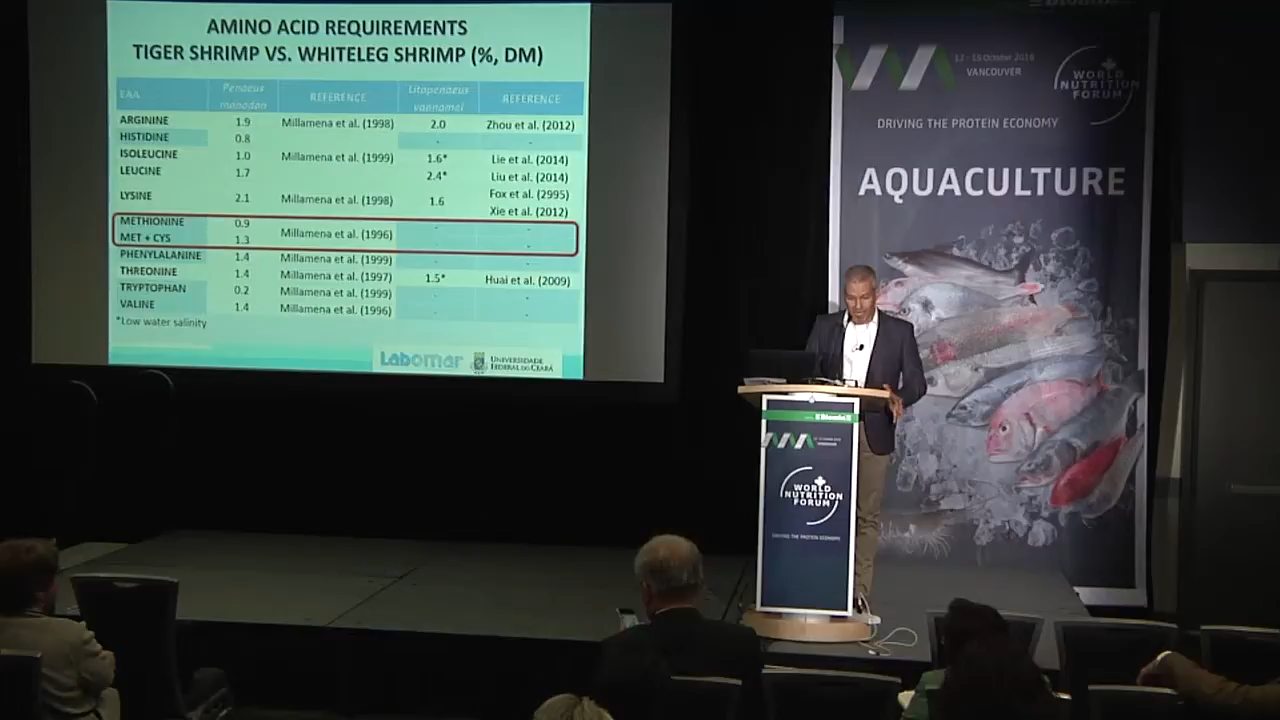 AMINO ACID REQUIREMENTS
TIGER SHRIMP VS. WHITELEG SHRIMP (%, DM)
EAA Penaeus monodon REFERENCE Litopenaeus vannamei REFERENCE
ARGININE 1.9 Millamena et al. (1998) 2.0 Zhou et al. (2012)
HISTIDINE 0.8 - -
ISOLEUCINE 1.0 Millamena et al. (1999) 1.6* Lie et al. (2014)
LEUCINE 1.7 2.4* Liu et al. (2014)
LYSINE 2.1 Millamena et al. (1998) 1.6 Fox et al. (2995)
Xie et al. (2012)
METHIONINE 0.9 Millamena et al. (1996) - -
MET + CYS 1.3 - -
PHENYLALANINE 1.4 Millamena et al. (1999) - -
THREONINE 1.4 Millamena et al. (1997) 1.5* Huai et al. (2009)
TRYPTOPHAN 0.2 Millamena et al. (1999) - -
VALINE 1.4 Millamena et al. (1996) - -
*Low water salinity
Labomar
UNIVERSIDADE
FEDERAL DO CEARÁ
VANCOUVER
WORLD
NUTRITION
FORUM
DRIVING THE PROTEIN ECONOMY
AQUACULTURE
Biomin
WORLD
NUTRITION
FORUM
DRIVING THE PROTEIN ECONOMY